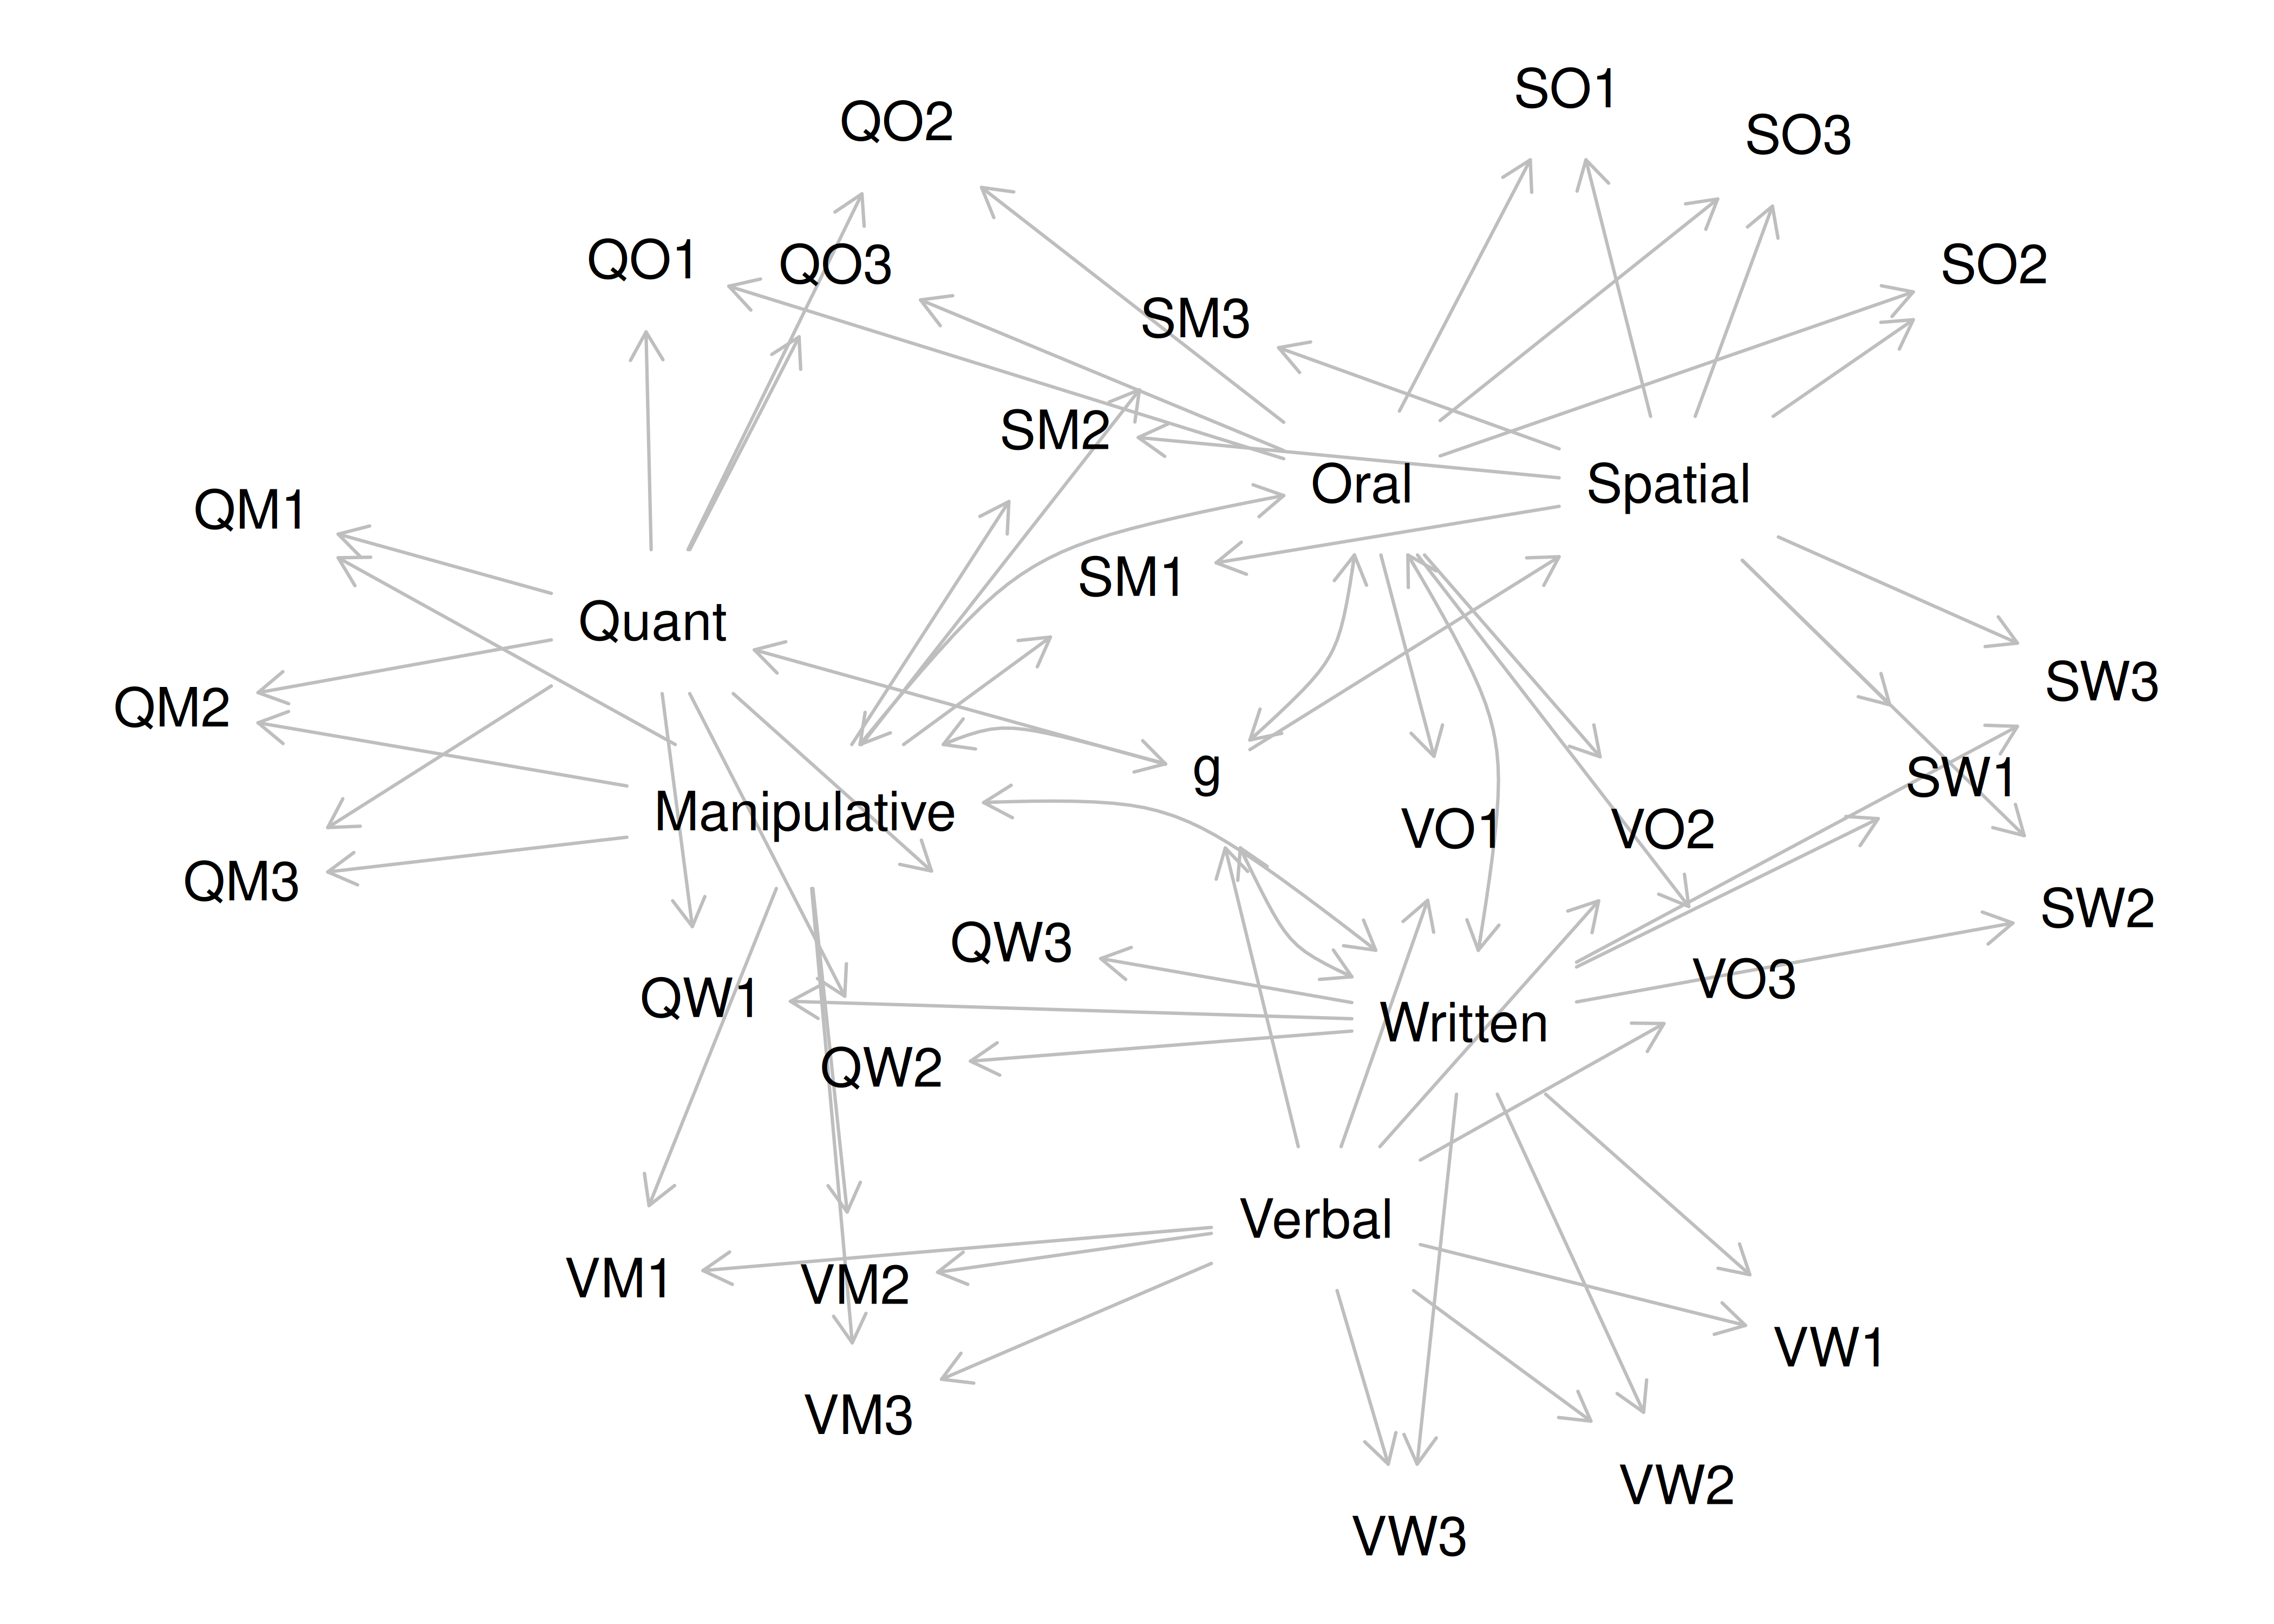 SO1
QO2
SO3
QO1
QO3
SO2
SM3
SM2
Oral
Spatial
QM1
SM1
Quant
SW3
QM2
g
SW1
Manipulative
VO1
VO2
QM3
SW2
QW3
VO3
QW1
Written
QW2
Verbal
VM1
VM2
VW1
VM3
VW2
VW3